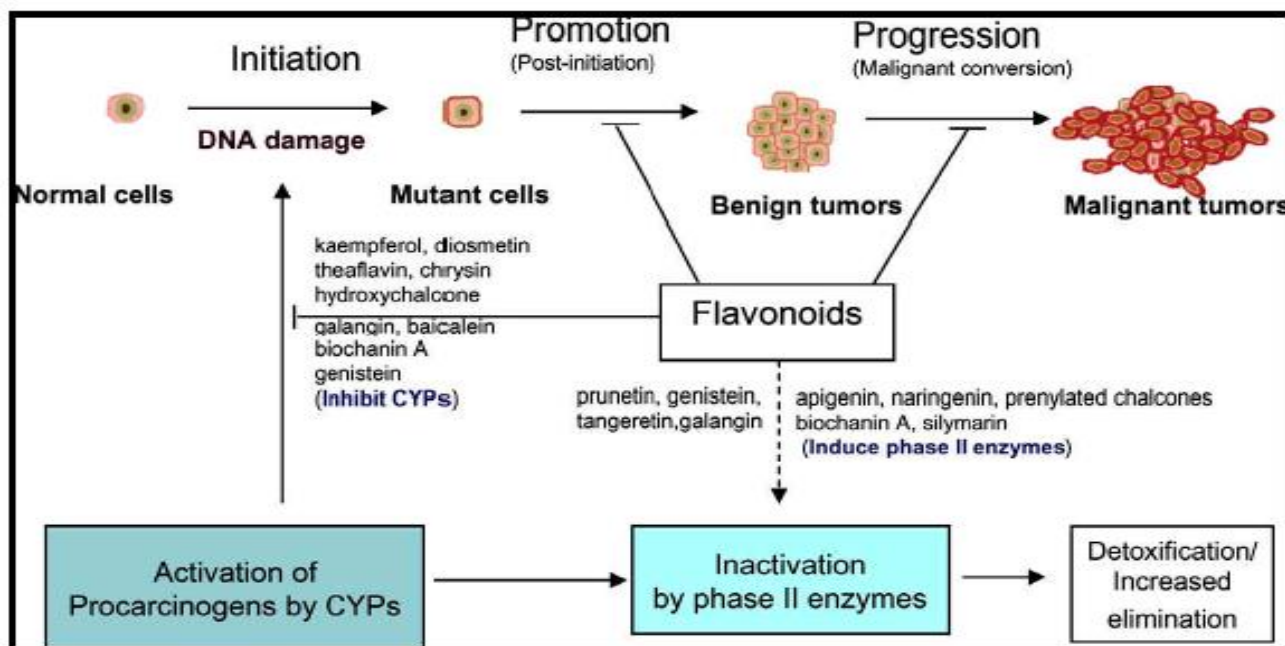 Initiation
Promotion
(Post-initiation)
Progression
(Malignant conversion)
DNA damage
Normal cells
Mutant cells
Benign tumors
Malignant tumors
kaempferol, diosmetin
theaflavin, chrysin
hydroxychalcone
galangin, baicalein
biochanin A
genistein
(Inhibit CYPs)
Flavonoids
prunetin, genistein,
tangeretin,galangin
apigenin, naringenin, prenylated chalcones
biochanin A, silymarin
(Induce phase II enzymes)
Activation of
Procarcinogens by CYPs
Inactivation
by phase II enzymes
Detoxification/
Increased
elimination